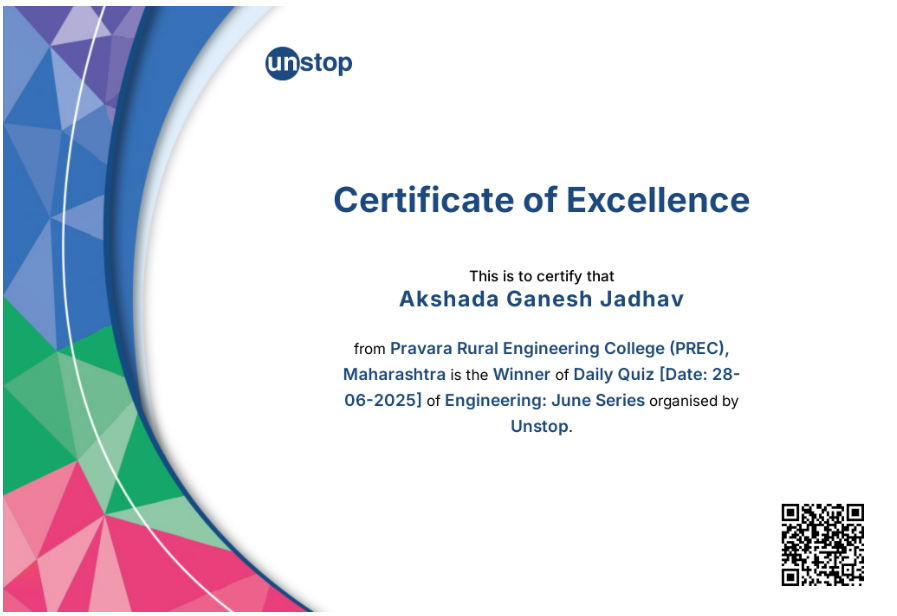 unstop
Certificate of Excellence
This is to certify that
Akshada Ganesh Jadhav
from Pravara Rural Engineering College (PREC),
Maharashtra is the Winner of Daily Quiz [Date: 28-
06-2025] of Engineering: June Series organised by
Unstop.